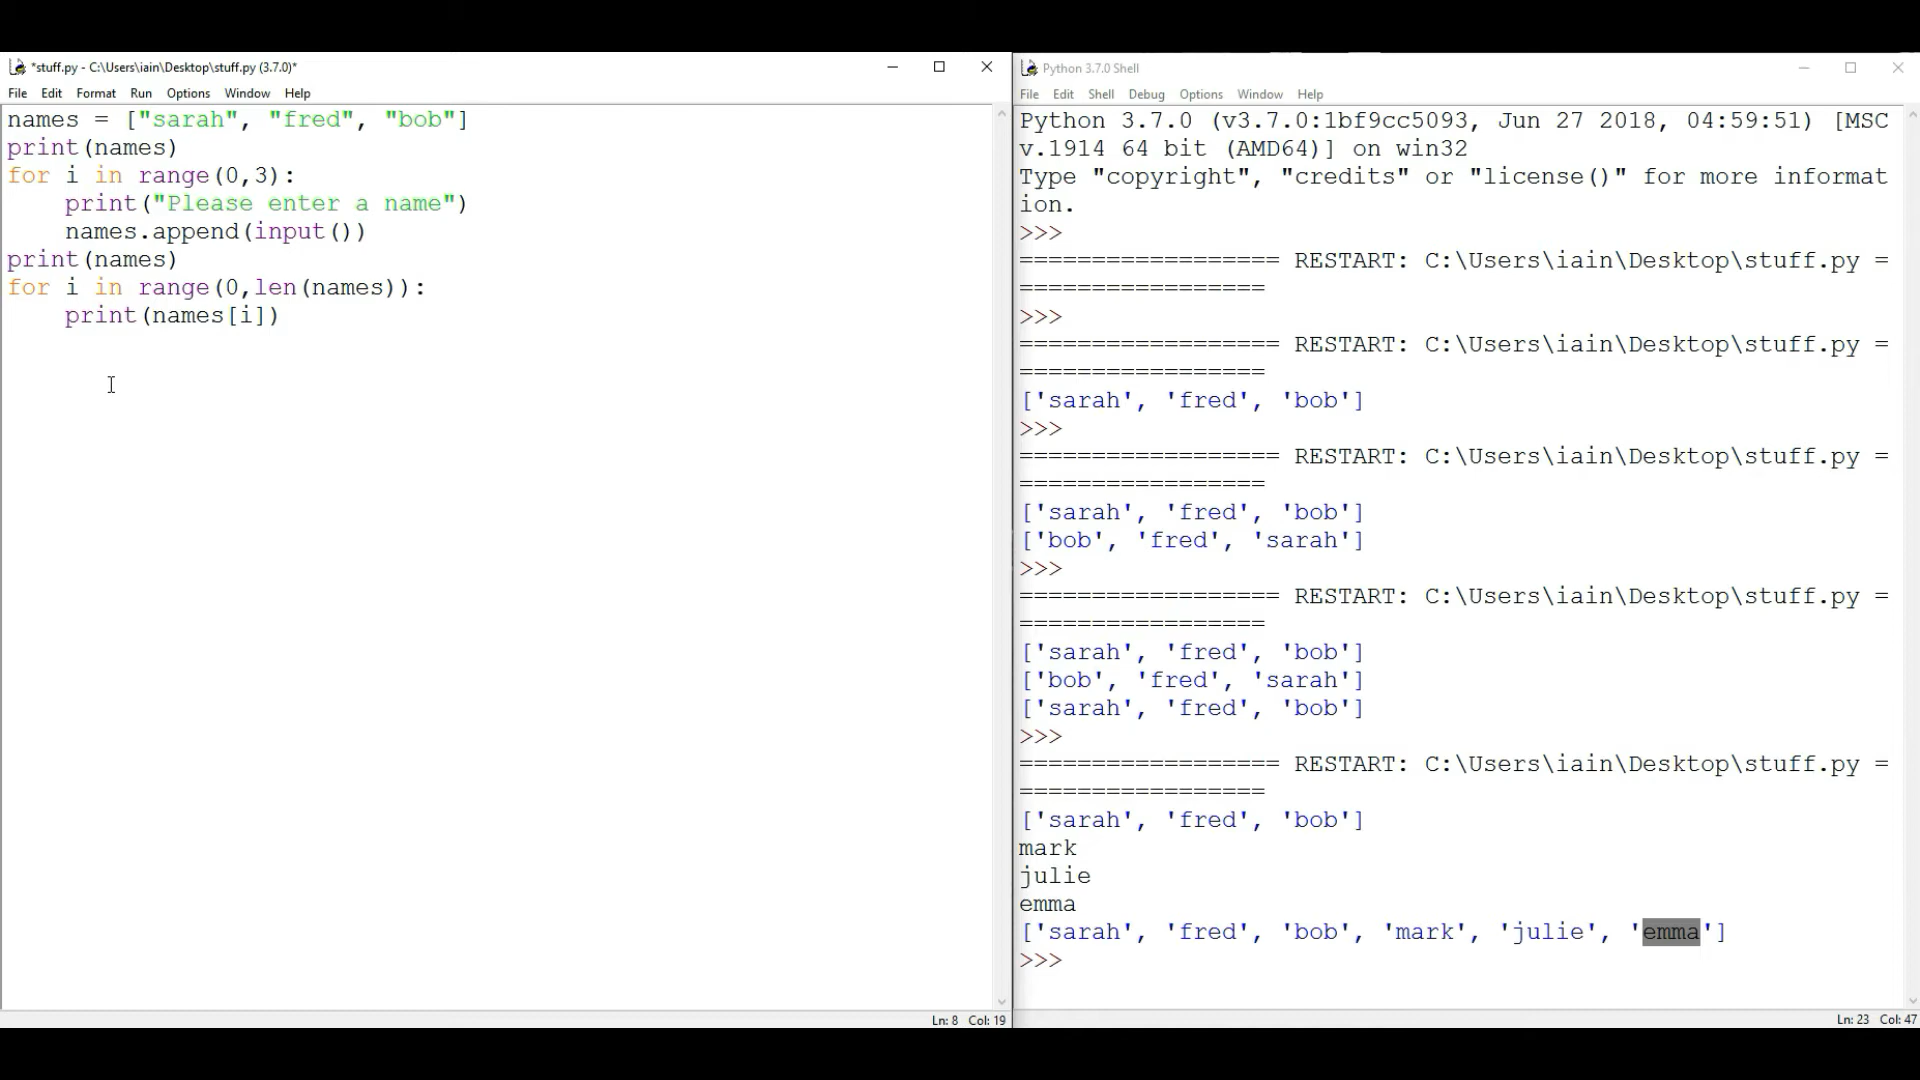 *stuff.py - C:\Users\iain\Desktop\stuff.py (3.7.0)*
File Edit Format Run Options Window Help
names = ["sarah", "fred", "bob"]
print(names)
for i in range(0,3):
    print("Please enter a name")
    names.append(input())
print(names)
for i in range(0,len(names)):
    print(names[i])
Ln: 8 Col: 19
Python 3.7.0 Shell
File Edit Shell Debug Options Window Help
Python 3.7.0 (v3.7.0:1bf9cc5093, Jun 27 2018, 04:59:51) [MSC
v.1914 64 bit (AMD64)] on win32
Type "copyright", "credits" or "license()" for more informat
ion.
>>>
================== RESTART: C:\Users\iain\Desktop\stuff.py =
=================
>>>
================== RESTART: C:\Users\iain\Desktop\stuff.py =
=================
['sarah', 'fred', 'bob']
>>>
================== RESTART: C:\Users\iain\Desktop\stuff.py =
=================
['sarah', 'fred', 'bob']
['bob', 'fred', 'sarah']
>>>
================== RESTART: C:\Users\iain\Desktop\stuff.py =
=================
['sarah', 'fred', 'bob']
['bob', 'fred', 'sarah']
['sarah', 'fred', 'bob']
>>>
================== RESTART: C:\Users\iain\Desktop\stuff.py =
=================
['sarah', 'fred', 'bob']
mark
julie
emma
['sarah', 'fred', 'bob', 'mark', 'julie', 'emma']
>>>
Ln: 23 Col: 47